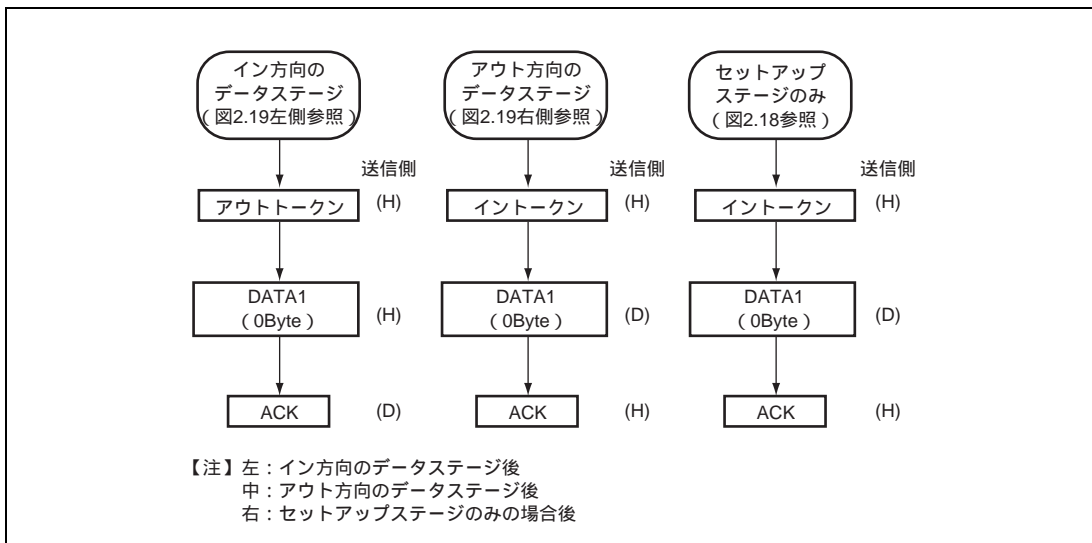 イン方向の
データステージ
（図2.19左側参照）
送信側
アウトトークン
(H)
DATA1
（0Byte）
(H)
ACK
(D)
アウト方向の
データステージ
（図2.19右側参照）
送信側
イントークン
(H)
DATA1
（0Byte）
(D)
ACK
(H)
セットアップ
ステージのみ
（図2.18参照）
送信側
イントークン
(H)
DATA1
（0Byte）
(D)
ACK
(H)
【注】左：イン方向のデータステージ後
中：アウト方向のデータステージ後
右：セットアップステージのみの場合後